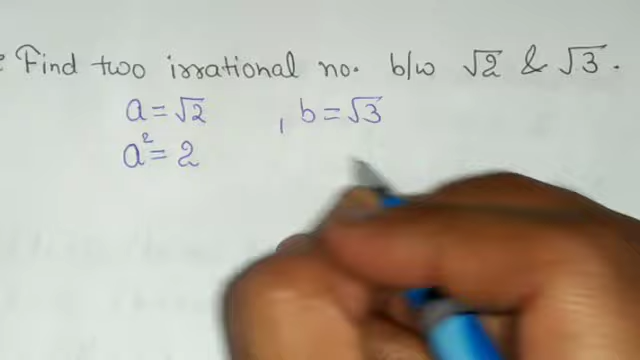 Find two irrational no. b/w √2 & √3.
a = √2 , b = √3
a² = 2